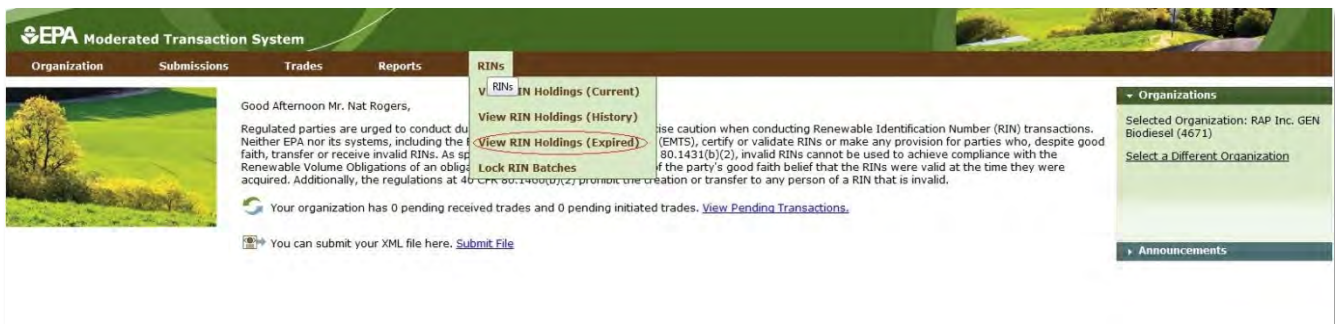 EPA Moderated Transaction System
Organization Submissions Trades Reports RINs
RINs
V IN Holdings (Current)
View RIN Holdings (History)
View RIN Holdings (Expired)
Lock RIN Batches
Good Afternoon Mr. Nat Rogers,
Regulated parties are urged to conduct du ise caution when conducting Renewable Identification Number (RIN) transactions.
Neither EPA nor its systems, including the (EMTS), certify or validate RINs or make any provision for parties who, despite good
faith, transfer or receive invalid RINs. As sp 80.1431(b)(2), invalid RINs cannot be used to achieve compliance with the
Renewable Volume Obligations of an obliga of the party's good faith belief that the RINs were valid at the time they were
acquired. Additionally, the regulations at 40 CFR 80.1460(b)(2) prohibit the creation or transfer to any person of a RIN that is invalid.
Your organization has 0 pending received trades and 0 pending initiated trades. View Pending Transactions.
You can submit your XML file here. Submit File
Organizations
Selected Organization: RAP Inc. GEN
Biodiesel (4671)
Select a Different Organization
Announcements